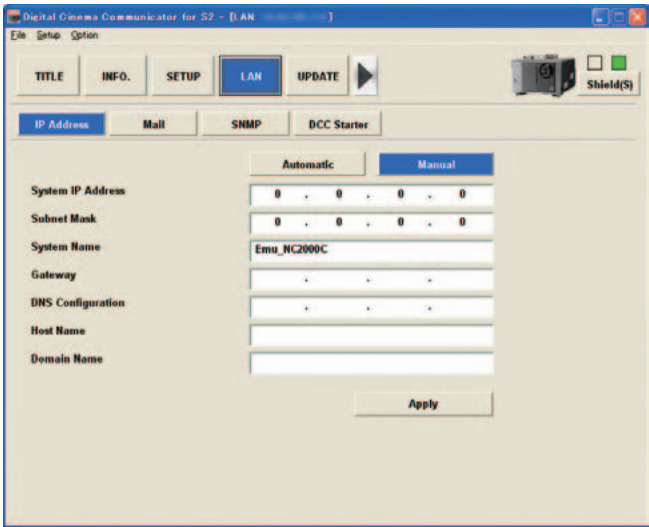 Digital Cinema Communicator for S2 - [LAN ]
File Setup Option
TITLE INFO. SETUP LAN UPDATE Shield(S)
IP Address Mail SNMP DCC Starter
Automatic Manual
System IP Address 0 . 0 . 0 . 0
Subnet Mask 0 . 0 . 0 . 0
System Name Emu_NC2000C
Gateway . . .
DNS Configuration . . .
Host Name
Domain Name
Apply